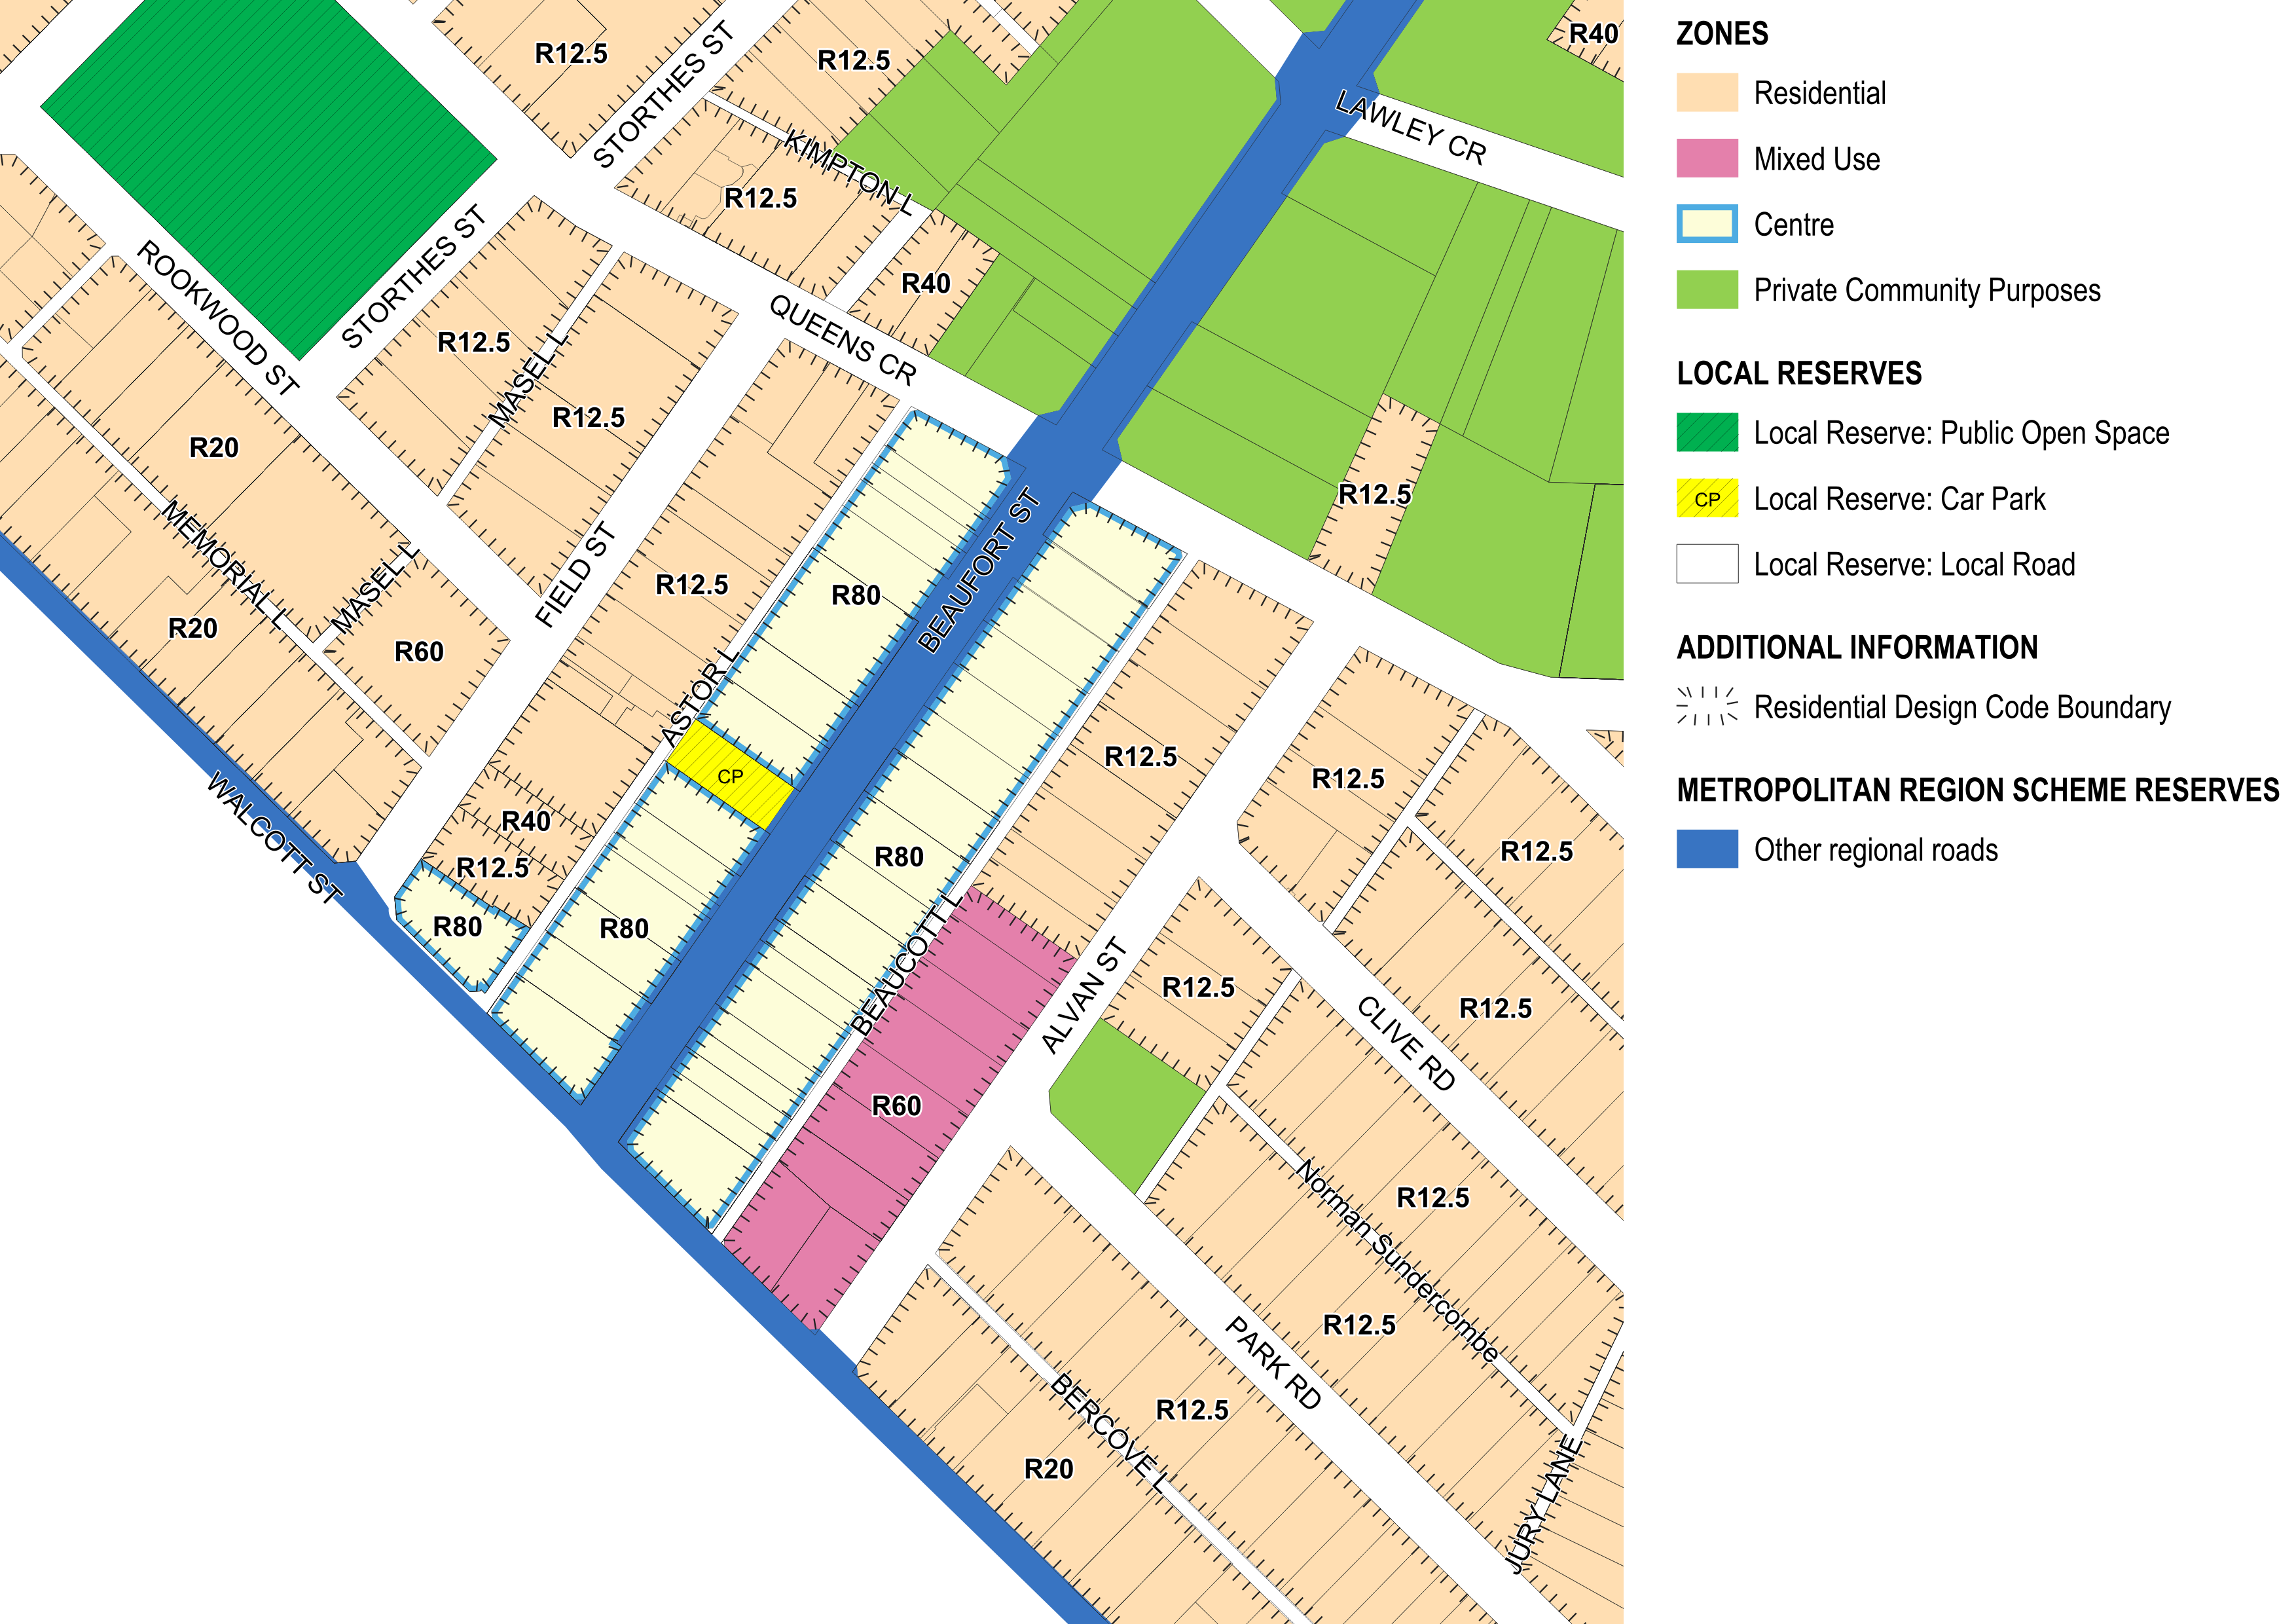 R12.5
STORTHES ST
R12.5
R40
LAWLEY CR
KIMPTON L
R12.5
ROOKWOOD ST
STORTHES ST
R40
QUEENS CR
R12.5
MASEL L
R12.5
R20
R12.5
MEMORIAL L
MASEL L
FIELD ST
R12.5
R80
BEAUFORT ST
R20
R60
ASTOR L
CP
R12.5
R12.5
WALCOTT ST
R40
R12.5
R80
R80
R80
R12.5
BEAUCOTT L
ALVAN ST
R12.5
R12.5
CLIVE RD
R60
Norman Sundercombe
R12.5
R12.5
PARK RD
BERCOVE L
R12.5
R20
JURY LANE
ZONES
Residential
Mixed Use
Centre
Private Community Purposes
LOCAL RESERVES
Local Reserve: Public Open Space
CP
Local Reserve: Car Park
Local Reserve: Local Road
ADDITIONAL INFORMATION
Residential Design Code Boundary
METROPOLITAN REGION SCHEME RESERVES
Other regional roads